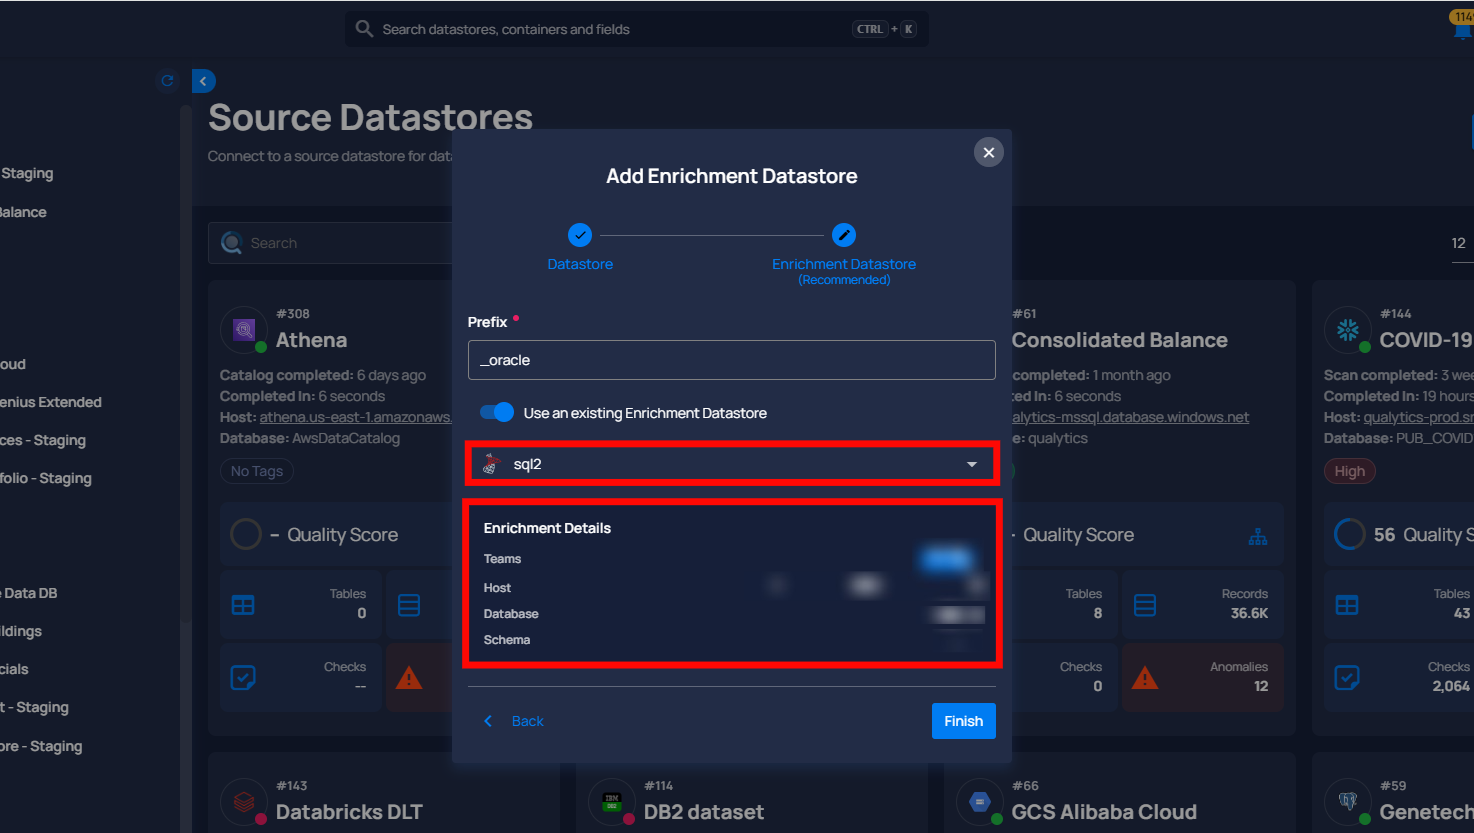 Search datastores, containers and fields
CTRL + K
114
Source Datastores
Connect to a source datastore for
Staging
Balance
oud
enius Extended
ces - Staging
folio - Staging
Data DB
ildings
cials
t - Staging
ore - Staging
Search
12
#308
Athena
Catalog completed: 6 days ago
Completed In: 6 seconds
Host: athena.us-east-1.amazonaws.
Database: AwsDataCatalog
No Tags
– Quality Score
Tables
0
Checks
--
Add Enrichment Datastore
Datastore
Enrichment Datastore
(Recommended)
Prefix
_oracle
Use an existing Enrichment Datastore
sql2
Enrichment Details
Teams
Host
Database
Schema
Back
Finish
#61
Consolidated Balance
completed: 1 month ago
ed In: 6 seconds
alytics-mssql.database.windows.net
e: qualytics
Quality Score
Tables
8
Records
36.6K
Checks
0
Anomalies
12
#144
COVID-19
Scan completed: 3 wee
Completed In: 19 hours
Host: qualytics-prod.sn
Database: PUB_COVID
High
56 Quality S
Tables
43
Checks
2,064
#143
Databricks DLT
#114
IBM
DB2
DB2 dataset
#66
GCS Alibaba Cloud
#59
Genetech